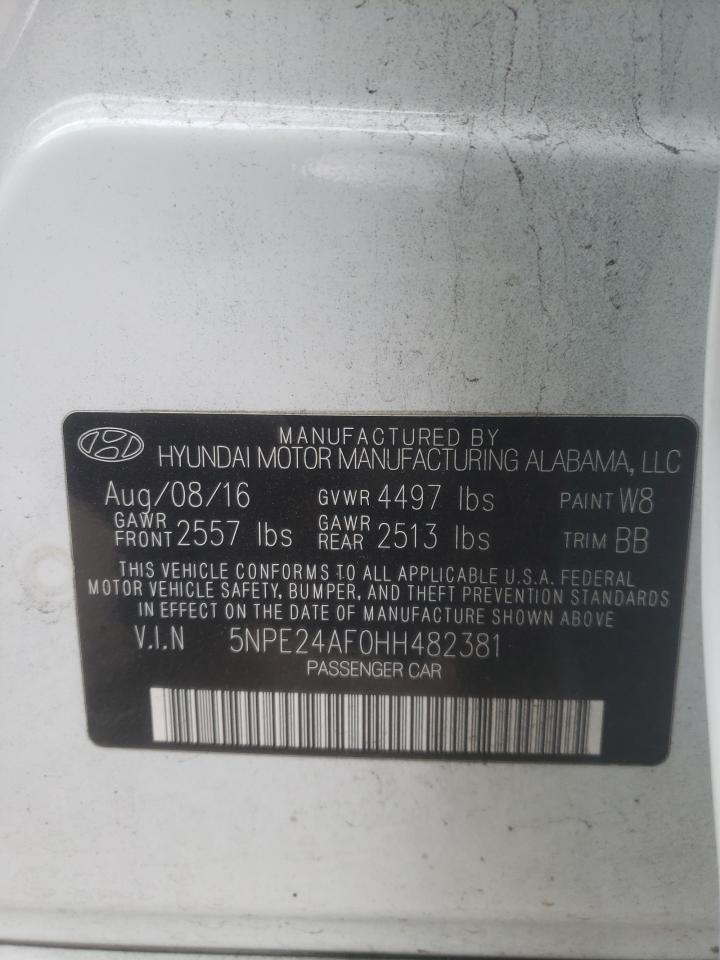 MANUFACTURED BY
HYUNDAI MOTOR MANUFACTURING ALABAMA, LLC
Aug/08/16 GVWR 4497 lbs PAINT W8
GAWR FRONT 2557 lbs GAWR REAR 2513 lbs TRIM BB
THIS VEHICLE CONFORMS TO ALL APPLICABLE U.S.A. FEDERAL
MOTOR VEHICLE SAFETY, BUMPER, AND THEFT PREVENTION STANDARDS
IN EFFECT ON THE DATE OF MANUFACTURE SHOWN ABOVE
V.I.N 5NPE24AF0HH482381
PASSENGER CAR